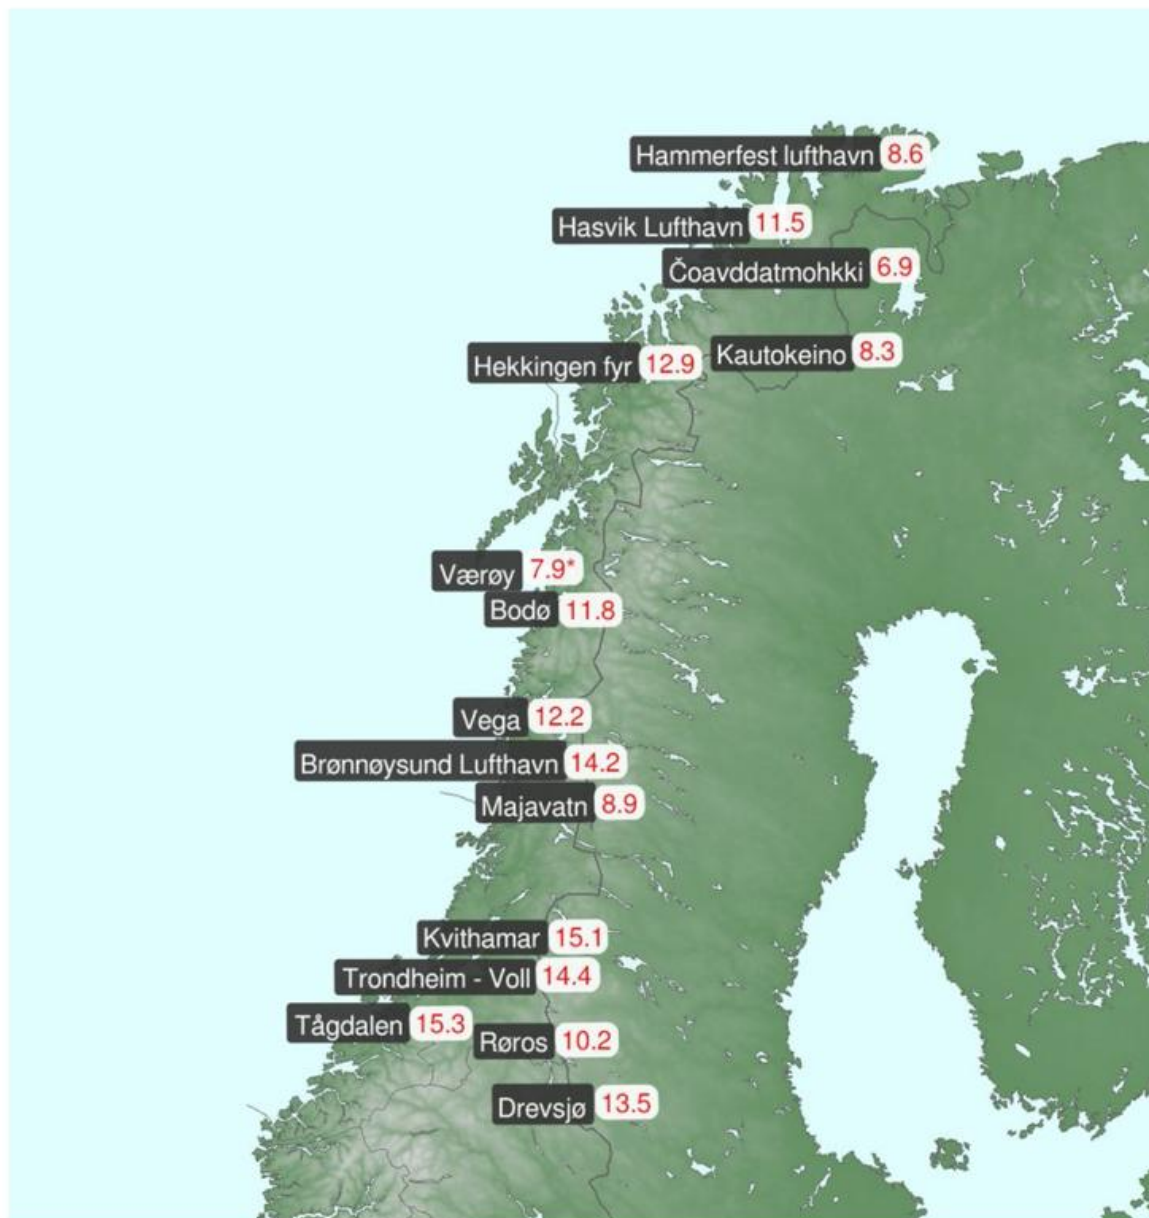 Hammerfest lufthavn 8.6
Hasvik Lufthavn 11.5
Čoavddatmohkki 6.9
Kautokeino 8.3
Hekkingen fyr 12.9
Værøy 7.9*
Bodø 11.8
Vega 12.2
Brønnøysund Lufthavn 14.2
Majavatn 8.9
Kvithamar 15.1
Trondheim - Voll 14.4
Tågdalen 15.3
Røros 10.2
Drevsjø 13.5